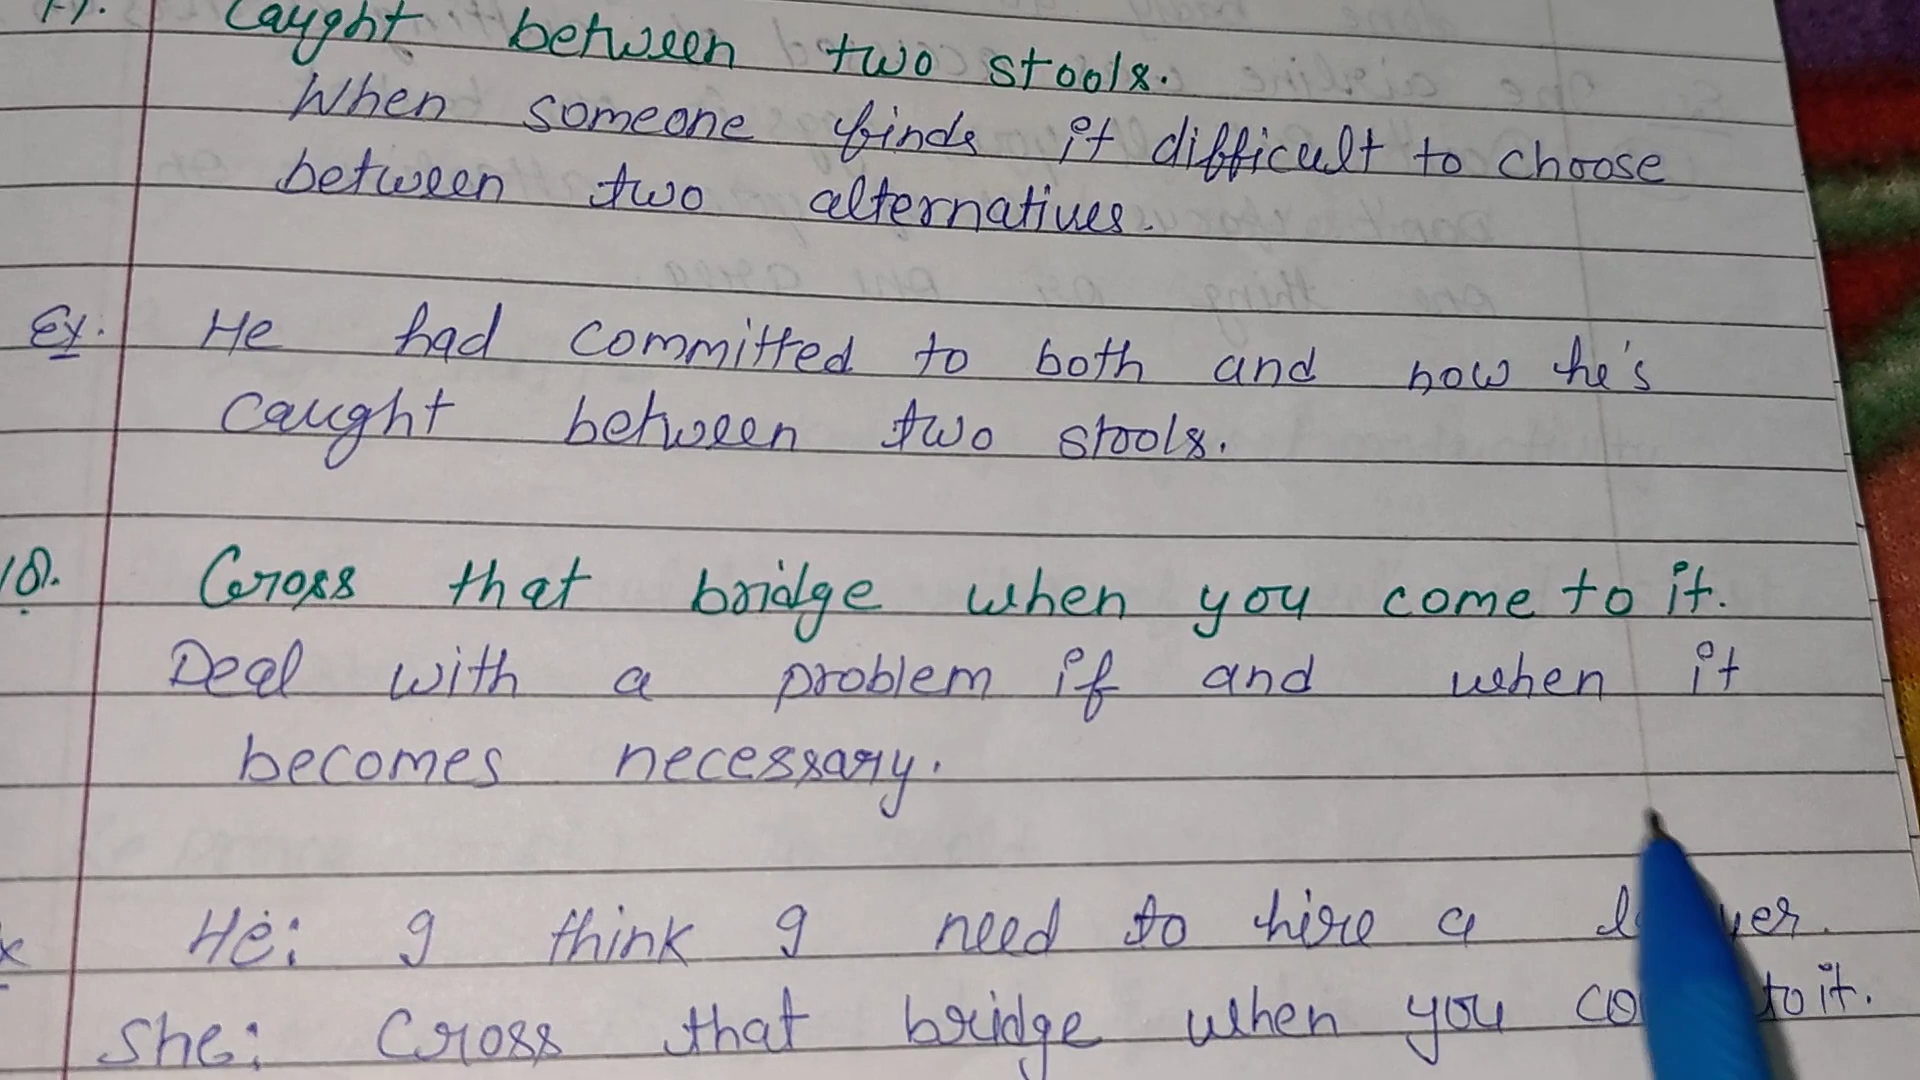 17. Caught between two stools.
When someone finds it difficult to choose
between two alternatives.
Ex. He had committed to both and now he's
caught between two stools.
18. Cross that bridge when you come to it.
Deal with a problem if and when it
becomes necessary.
He: I think I need to hire a
She: Cross that bridge when you to it.